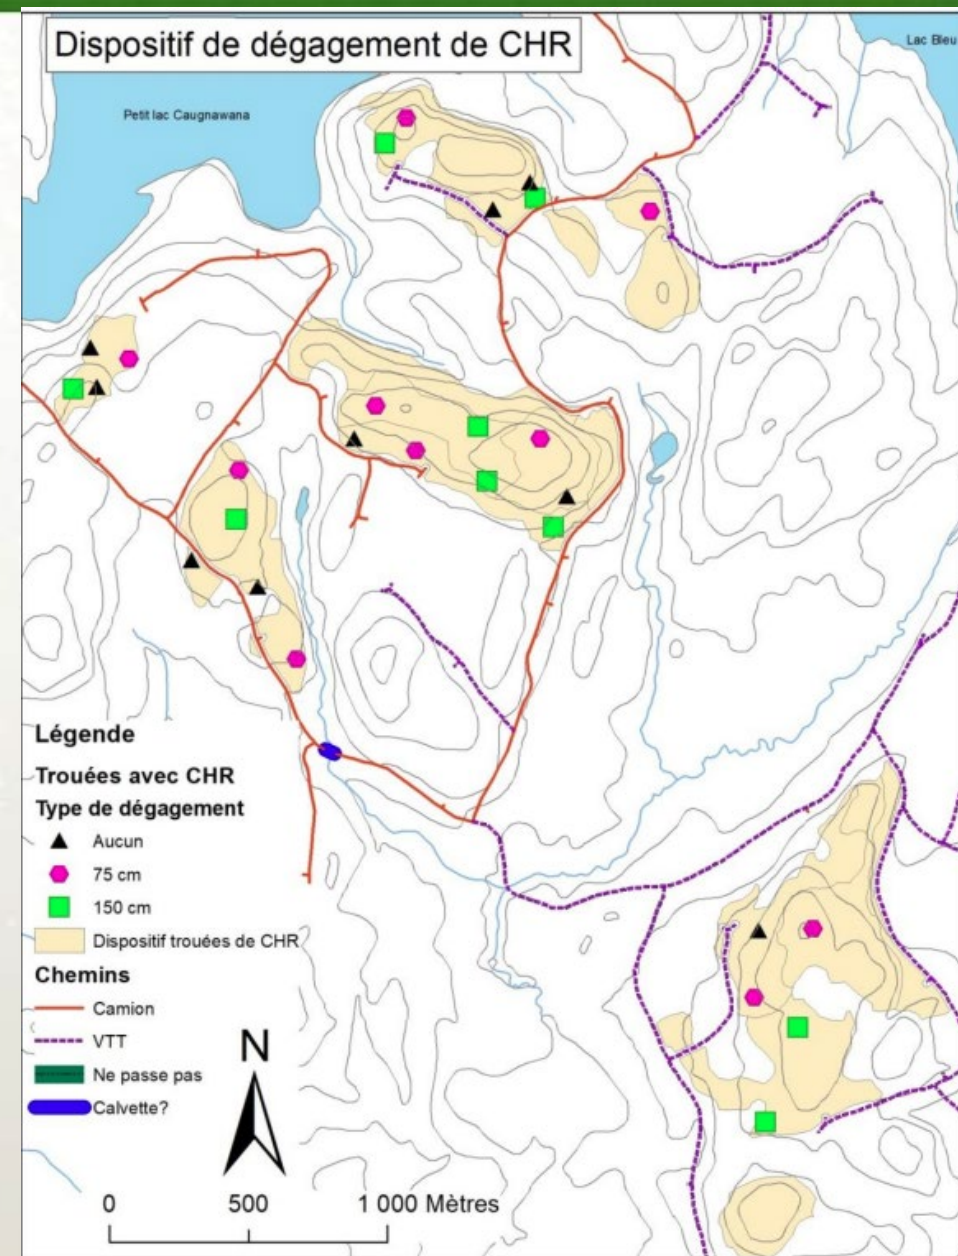 Dispositif de dégagement de CHR
Lac Bleu
Petit lac Caugnawana
Légende
Trouées avec CHR
Type de dégagement
Aucun
75 cm
150 cm
Dispositif trouées de CHR
Chemins
Camion
VTT
Ne passe pas
Calvette?
N
0 500 1 000 Mètres